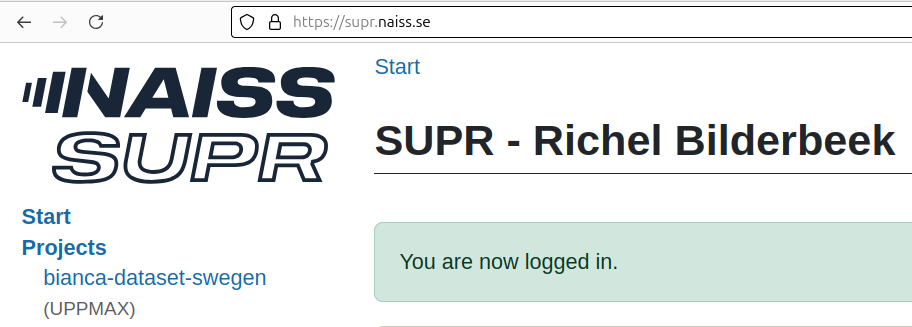 https://supr.naiss.se
NAISS
SUPR
Start
Projects
bianca-dataset-swegen
(UPPMAX)
Start
SUPR - Richel Bilderbeek
You are now logged in.